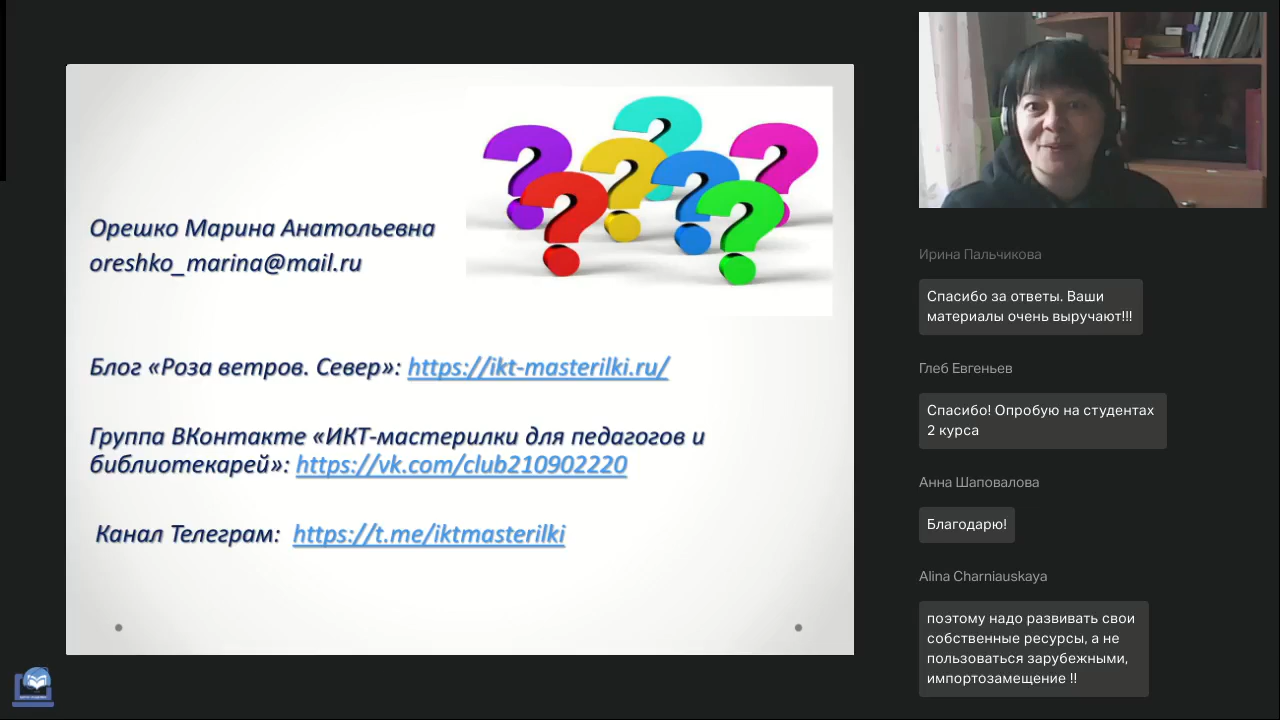 Орешко Марина Анатольевна
oreshko_marina@mail.ru
Блог «Роза ветров. Север»: https://ikt-masterilki.ru/
Группа ВКонтакте «ИКТ-мастерилки для педагогов и
библиотекарей»: https://vk.com/club210902220
Канал Телеграм: https://t.me/iktmasterilki
Ирина Пальчикова
Спасибо за ответы. Ваши
материалы очень выручают!!!
Глеб Евгеньев
Спасибо! Опробую на студентах
2 курса
Анна Шаповалова
Благодарю!
Alina Charniauskaya
поэтому надо развивать свои
собственные ресурсы, а не
пользоваться зарубежными,
импортозамещение !!